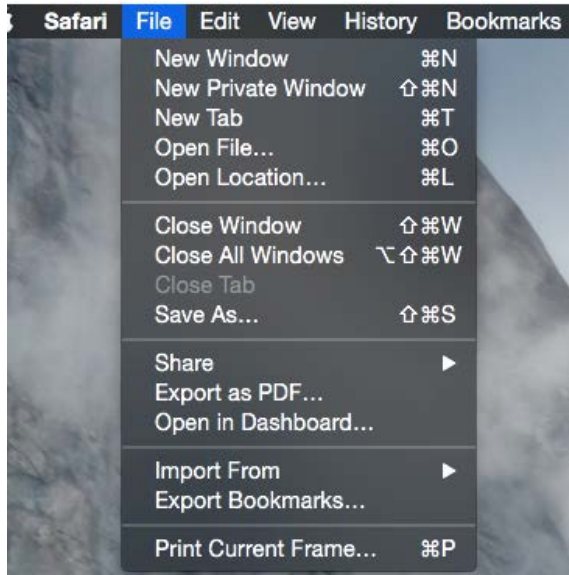 Safari File Edit View History Bookmarks
New Window ⌘N
New Private Window ⇧⌘N
New Tab ⌘T
Open File... ⌘O
Open Location... ⌘L
Close Window ⇧⌘W
Close All Windows ⌥⇧⌘W
Close Tab
Save As... ⇧⌘S
Share ▶
Export as PDF...
Open in Dashboard...
Import From ▶
Export Bookmarks...
Print Current Frame... ⌘P